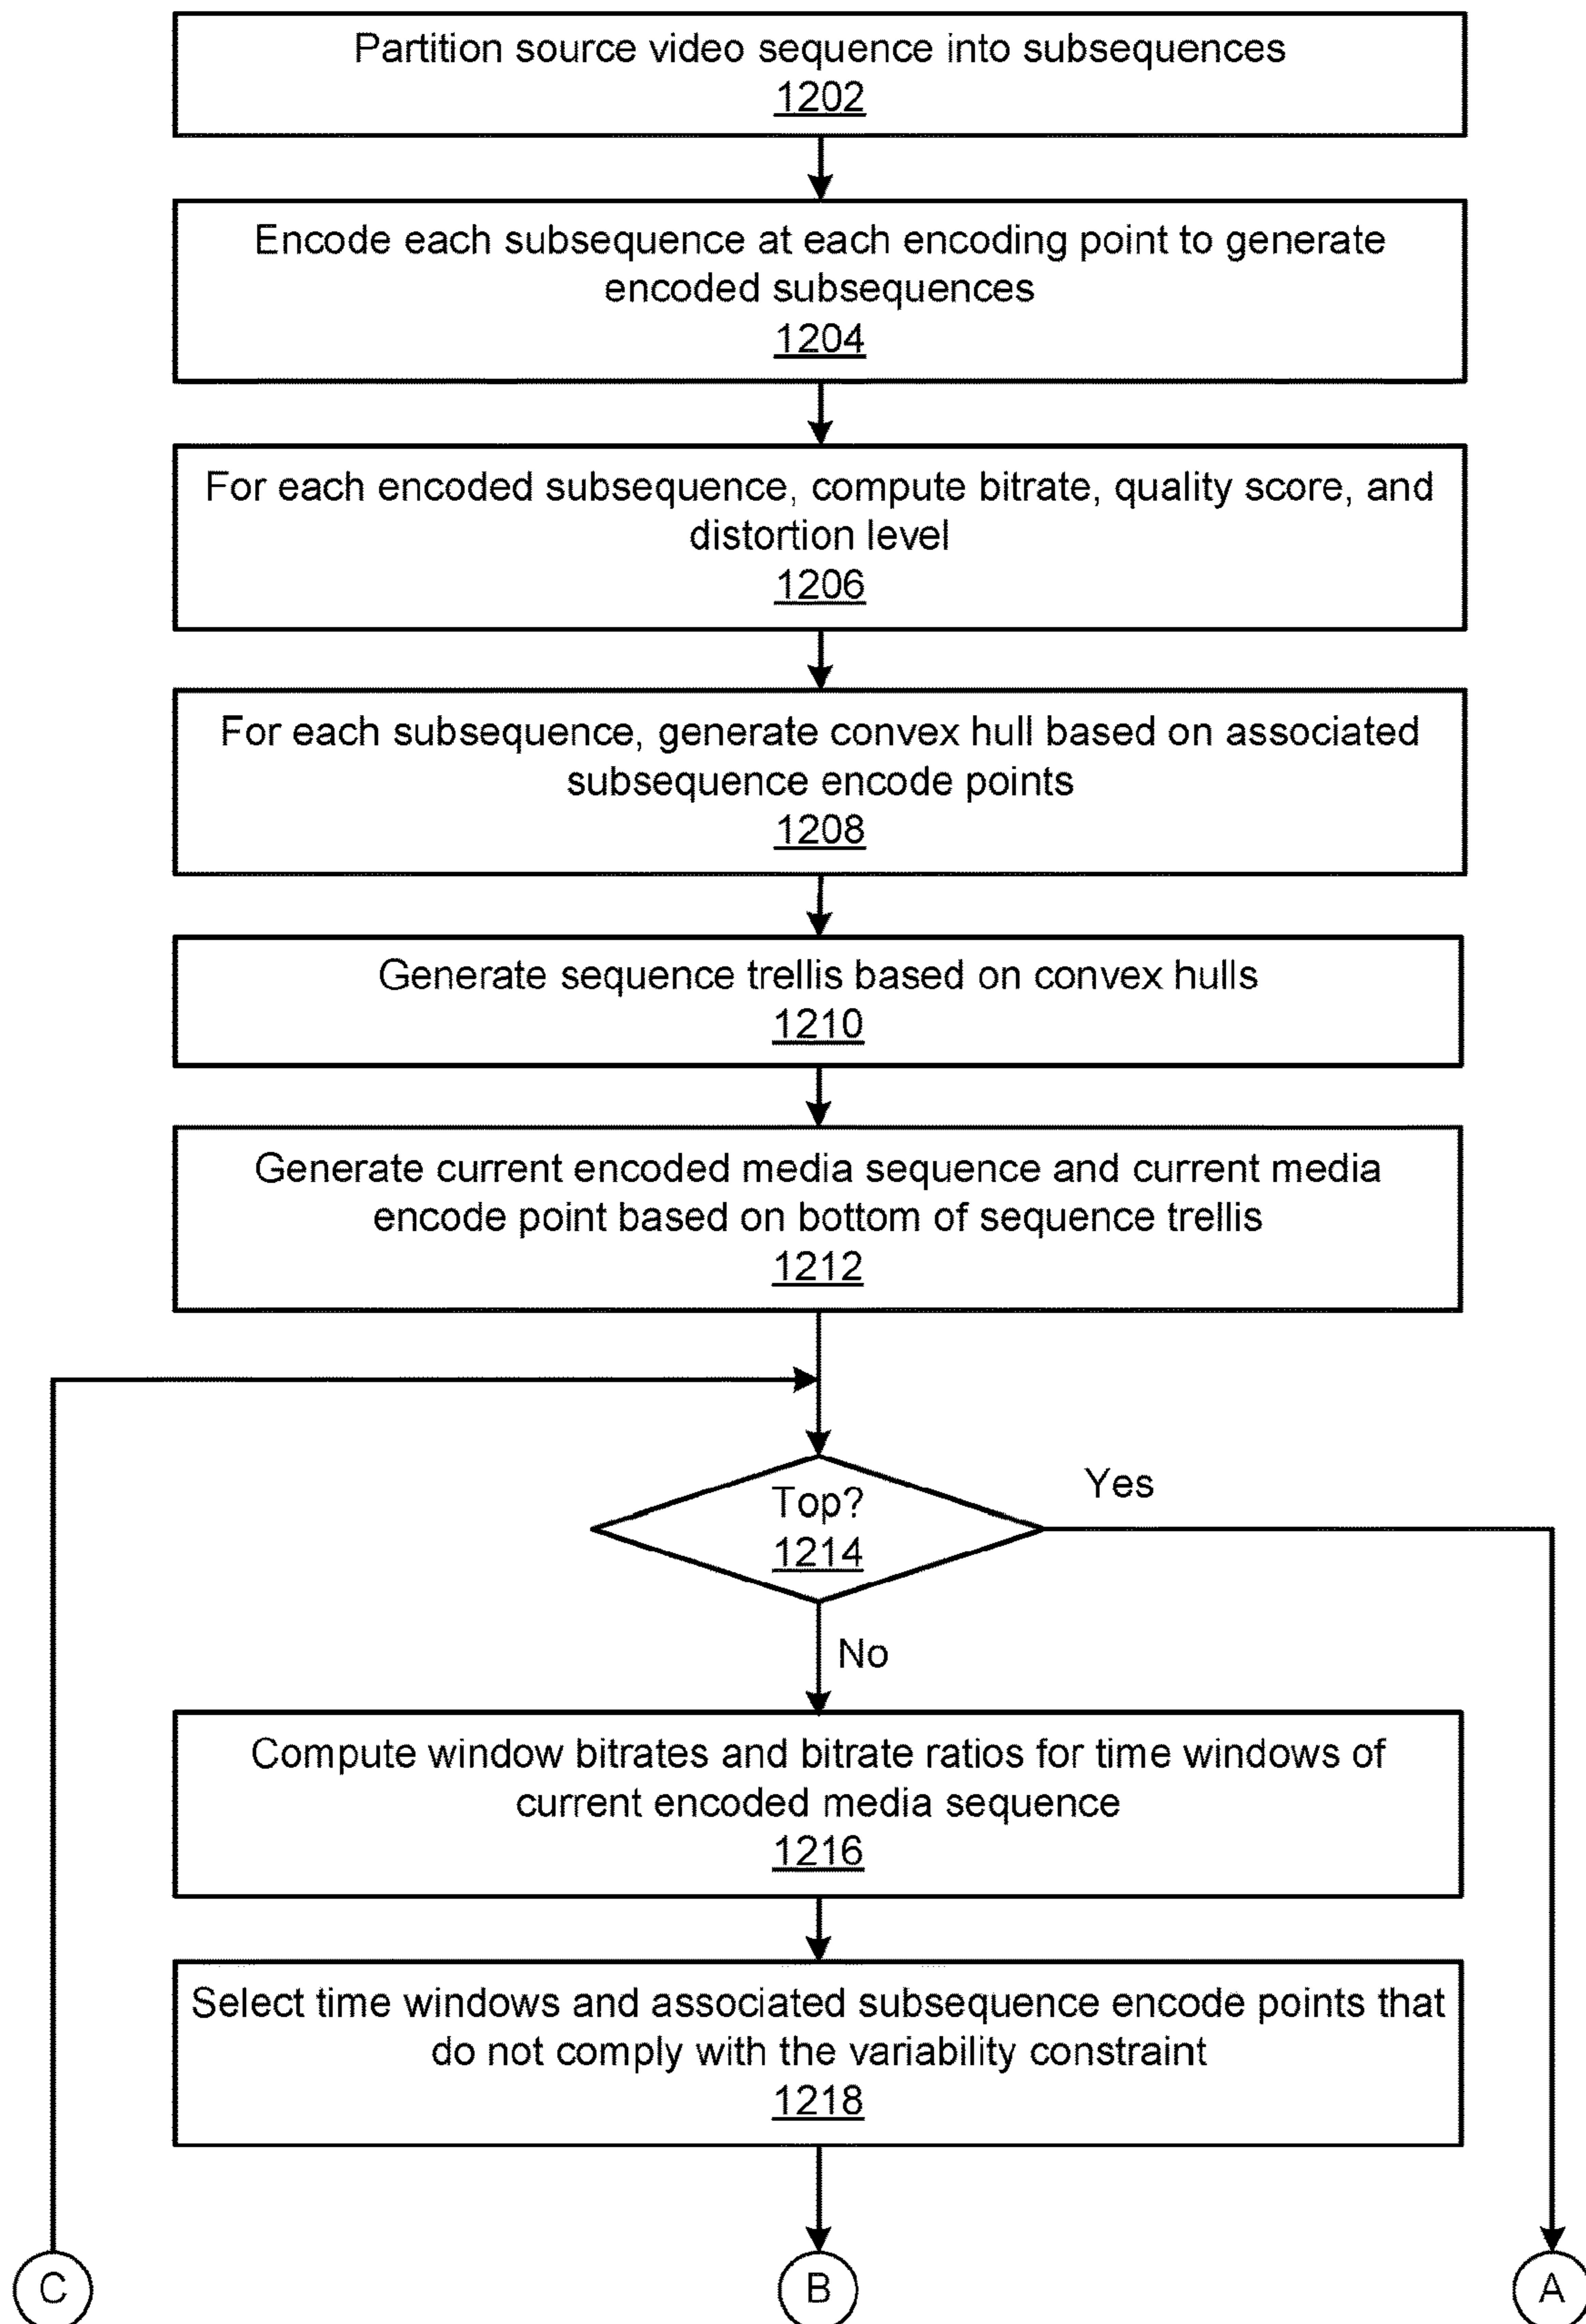 Partition source video sequence into subsequences
1202
Encode each subsequence at each encoding point to generate
encoded subsequences
1204
For each encoded subsequence, compute bitrate, quality score, and
distortion level
1206
For each subsequence, generate convex hull based on associated
subsequence encode points
1208
Generate sequence trellis based on convex hulls
1210
Generate current encoded media sequence and current media
encode point based on bottom of sequence trellis
1212
Top?
1214
Yes
No
Compute window bitrates and bitrate ratios for time windows of
current encoded media sequence
1216
Select time windows and associated subsequence encode points that
do not comply with the variability constraint
1218
C
B
A